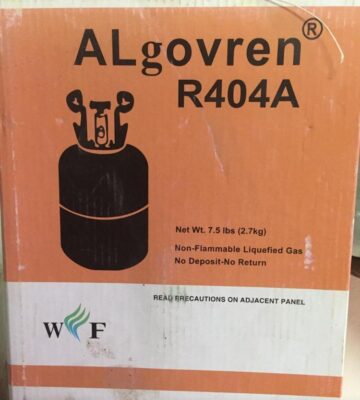 ALgovren®
R404A
Net Wt. 7.5 lbs (2.7kg)
Non-Flammable Liquefied Gas
No Deposit-No Return
READ PRECAUTIONS ON ADJACENT PANEL
W F